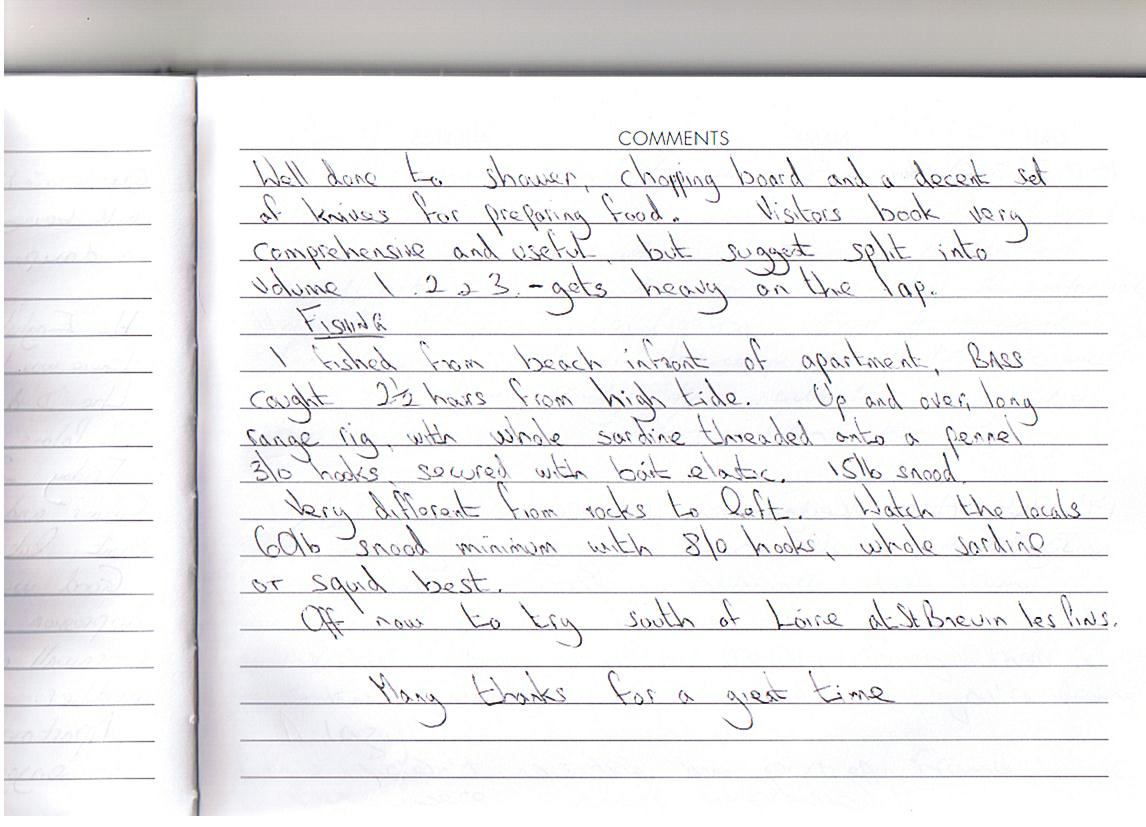 COMMENTS
Well done to shower, chopping board and a decent set
of knives for preparing food. Visitors book very
comprehensive and useful, but suggest split into
volume 1.2,23. - gets heavy on the lap.
FISHING
I fished from beach infront of apartment, BASS
caught 2½ hours from high tide. Up and over, long
range rig, with whole sardine threaded onto a pennel
3/0 hooks, secured with bait elastic. 15lb snood.
Very different from rocks to left. Watch the locals
60lb snood minimum with 8/0 hooks, whole sardine
or squid best.
Off now to try south of Loire at St Brevin les Pins.
Many thanks for a great time